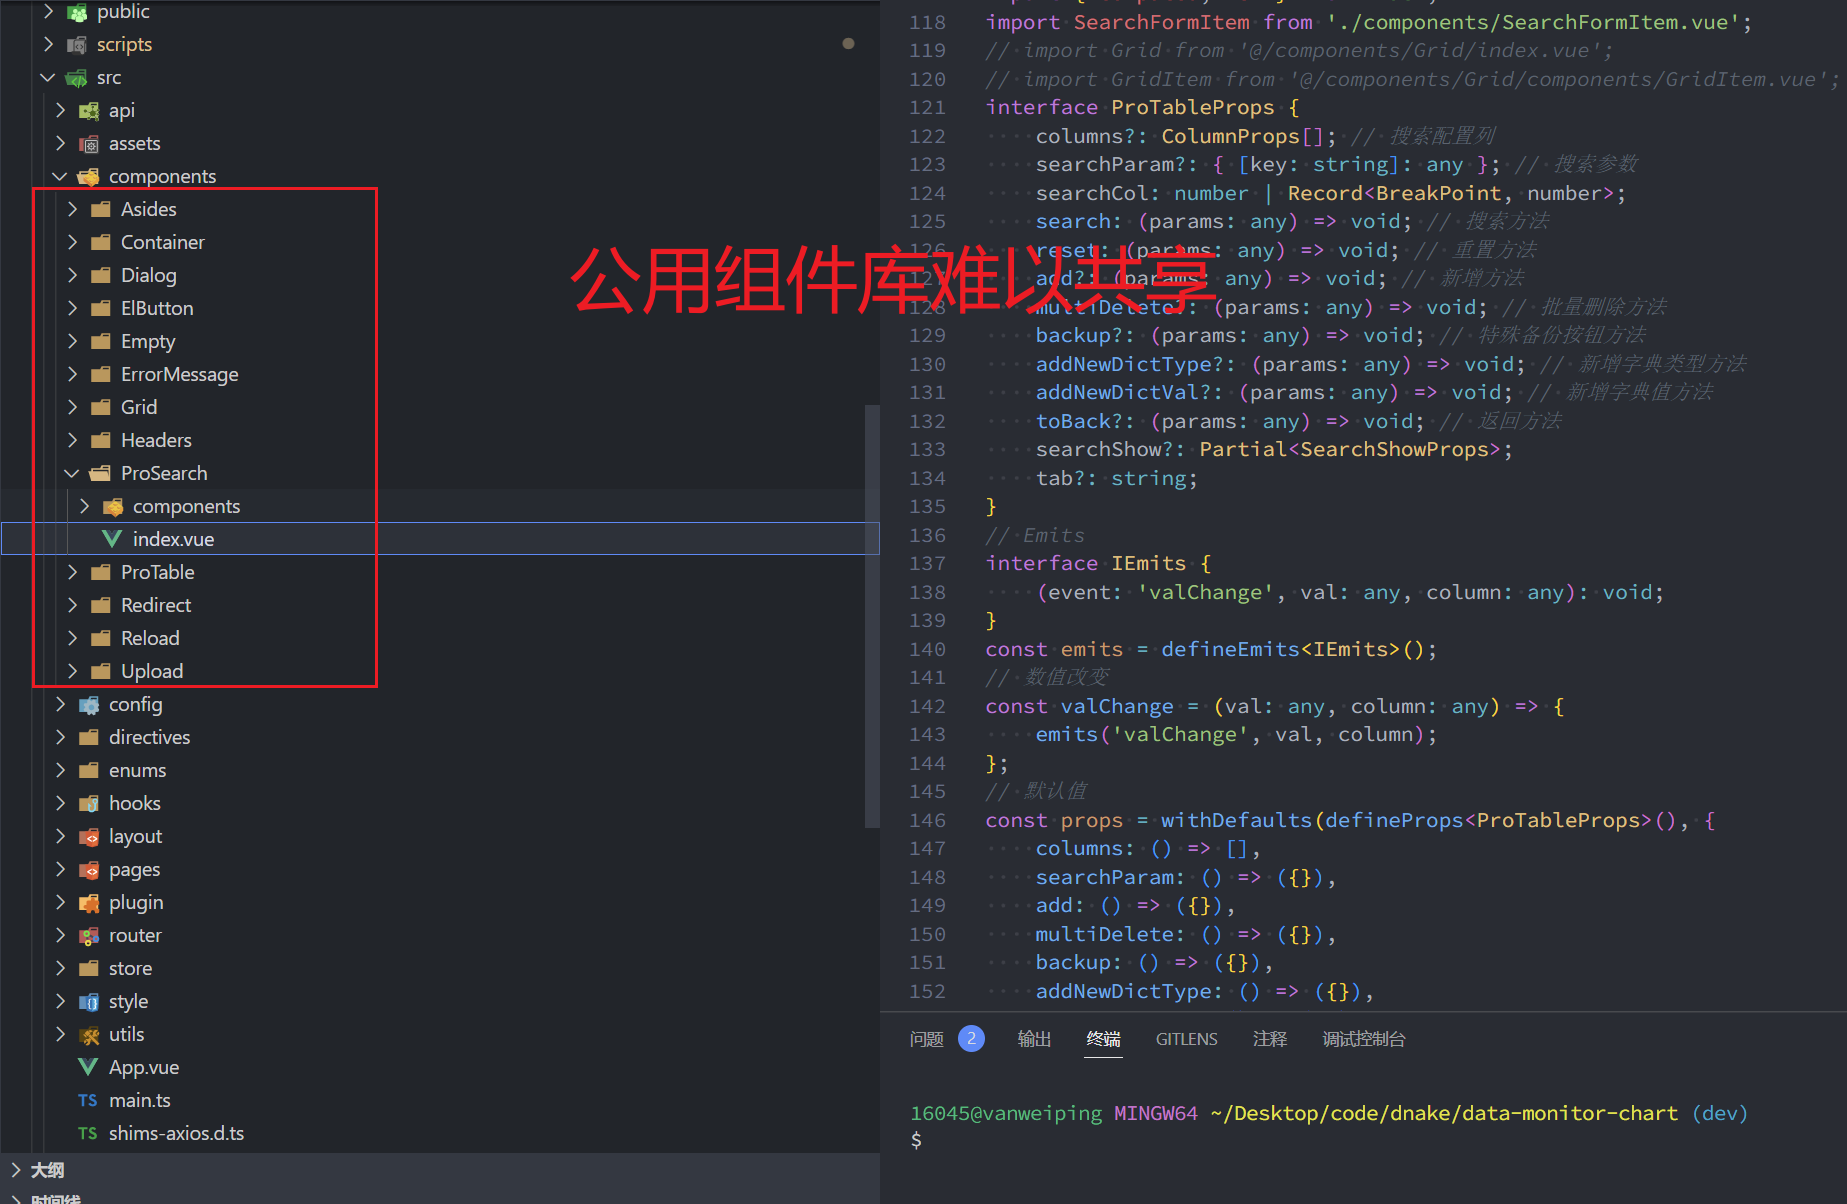 public
scripts
src
api
assets
components
Asides
Container
Dialog
ElButton
Empty
ErrorMessage
Grid
Headers
ProSearch
components
index.vue
ProTable
Redirect
Reload
Upload
config
directives
enums
hooks
layout
pages
plugin
router
store
style
utils
App.vue
TS main.ts
TS shims-axios.d.ts
大纲
时间线
公用组件库难以共享
118 import SearchFormItem from './components/SearchFormItem.vue';
119 // import Grid from '@/components/Grid/index.vue';
120 // import GridItem from '@/components/Grid/components/GridItem.vue';
121 interface ProTableProps {
122 columns?: ColumnProps[]; // 搜索配置列
123 searchParam?: { [key: string]: any }; // 搜索参数
124 searchCol: number | Record<BreakPoint, number>;
125 search: (params: any) => void; // 搜索方法
126 reset: (params: any) => void; // 重置方法
127 add?: (params: any) => void; // 新增方法
128 multiDelete?: (params: any) => void; // 批量删除方法
129 backup?: (params: any) => void; // 特殊备份按钮方法
130 addNewDictType?: (params: any) => void; // 新增字典类型方法
131 addNewDictVal?: (params: any) => void; // 新增字典值方法
132 toBack?: (params: any) => void; // 返回方法
133 searchShow?: Partial<SearchShowProps>;
134 tab?: string;
135 }
136 // Emits
137 interface IEmits {
138 (event: 'valChange', val: any, column: any): void;
139 }
140 const emits = defineEmits<IEmits>();
141 // 数值改变
142 const valChange = (val: any, column: any) => {
143 emits('valChange', val, column);
144 };
145 // 默认值
146 const props = withDefaults(defineProps<ProTableProps>(), {
147 columns: () => [],
148 searchParam: () => ({}),
149 add: () => ({}),
150 multiDelete: () => ({}),
151 backup: () => ({}),
152 addNewDictType: () => ({}),
问题 2 输出 终端 GITLENS 注释 调试控制台
16045@vanweiping MINGW64 ~/Desktop/code/dnake/data-monitor-chart (dev)
$